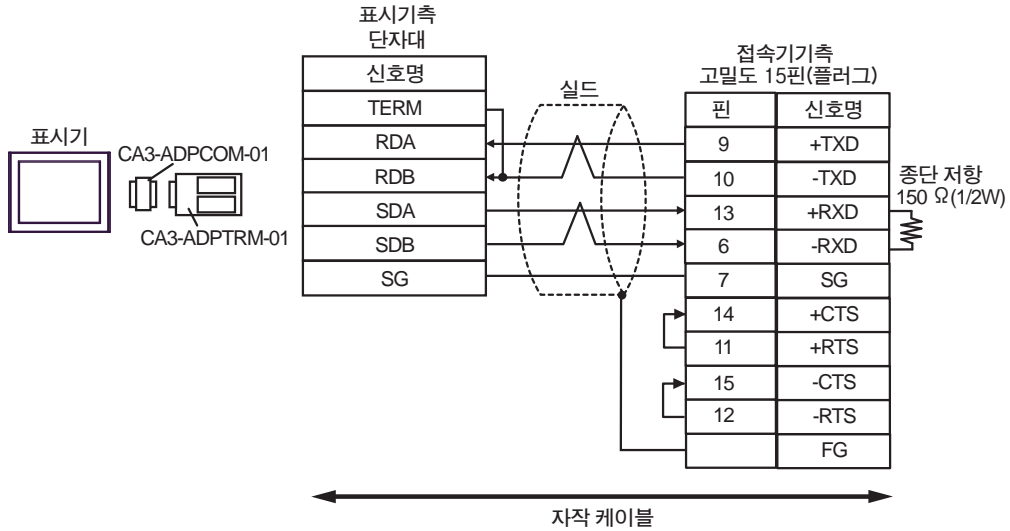 표시기
CA3-ADPCOM-01
CA3-ADPTRM-01
표시기측
단자대
신호명
TERM
RDA
RDB
SDA
SDB
SG
실드
접속기기측
고밀도 15핀(플러그)
핀 신호명
9 +TXD
10 -TXD
13 +RXD
6 -RXD
7 SG
14 +CTS
11 +RTS
15 -CTS
12 -RTS
FG
종단 저항
150 Ω(1/2W)
자작 케이블